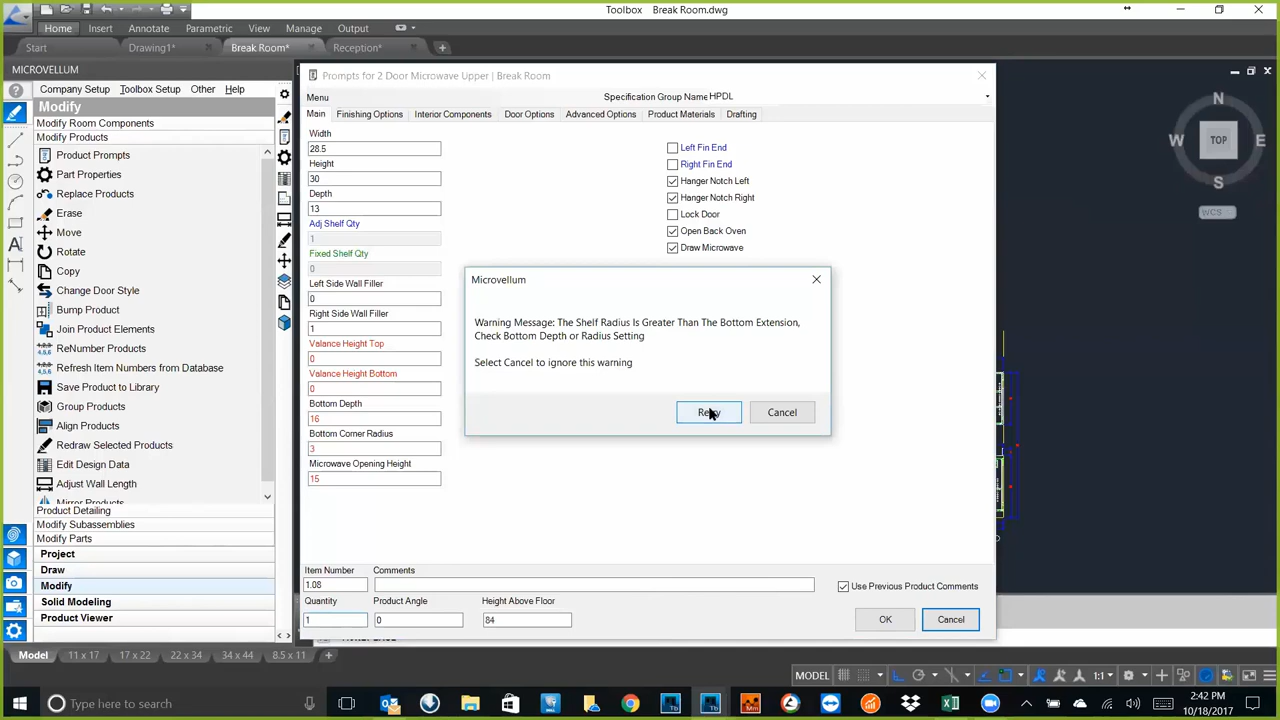 Toolbox Break Room.dwg
Home Insert Annotate Parametric View Manage Output
Start Drawing1* Break Room* Reception*
MICROVELLUM
Company Setup Toolbox Setup Other Help
Modify
Modify Room Components
Modify Products
Product Prompts
Part Properties
Replace Products
Erase
Move
Rotate
Copy
Change Door Style
Bump Product
Join Product Elements
ReNumber Products
Refresh Item Numbers from Database
Save Product to Library
Group Products
Align Products
Redraw Selected Products
Edit Design Data
Adjust Wall Length
Mirror Products
Product Detailing
Modify Subassemblies
Modify Parts
Project
Draw
Modify
Solid Modeling
Product Viewer
Prompts for 2 Door Microwave Upper | Break Room
Menu Specification Group Name HPDL
Main Finishing Options Interior Components Door Options Advanced Options Product Materials Drafting
Width
28.5
Height
30
Depth
13
Adj Shelf Qty
1
Fixed Shelf Qty
0
Left Side Wall Filler
0
Right Side Wall Filler
1
Valance Height Top
0
Valance Height Bottom
0
Bottom Depth
16
Bottom Corner Radius
3
Microwave Opening Height
15
Left Fin End
Right Fin End
Hanger Notch Left
Hanger Notch Right
Lock Door
Open Back Oven
Draw Microwave
Microvellum
Warning Message: The Shelf Radius Is Greater Than The Bottom Extension,
Check Bottom Depth or Radius Setting
Select Cancel to ignore this warning
Retry Cancel
Item Number Comments
1.08
Use Previous Product Comments
Quantity Product Angle Height Above Floor
1 0 84
OK Cancel
N
W TOP E
S
WCS
Model 11 x 17 17 x 22 22 x 34 34 x 44 8.5 x 11
MODEL 1:1
Type here to search
2:42 PM
10/18/2017